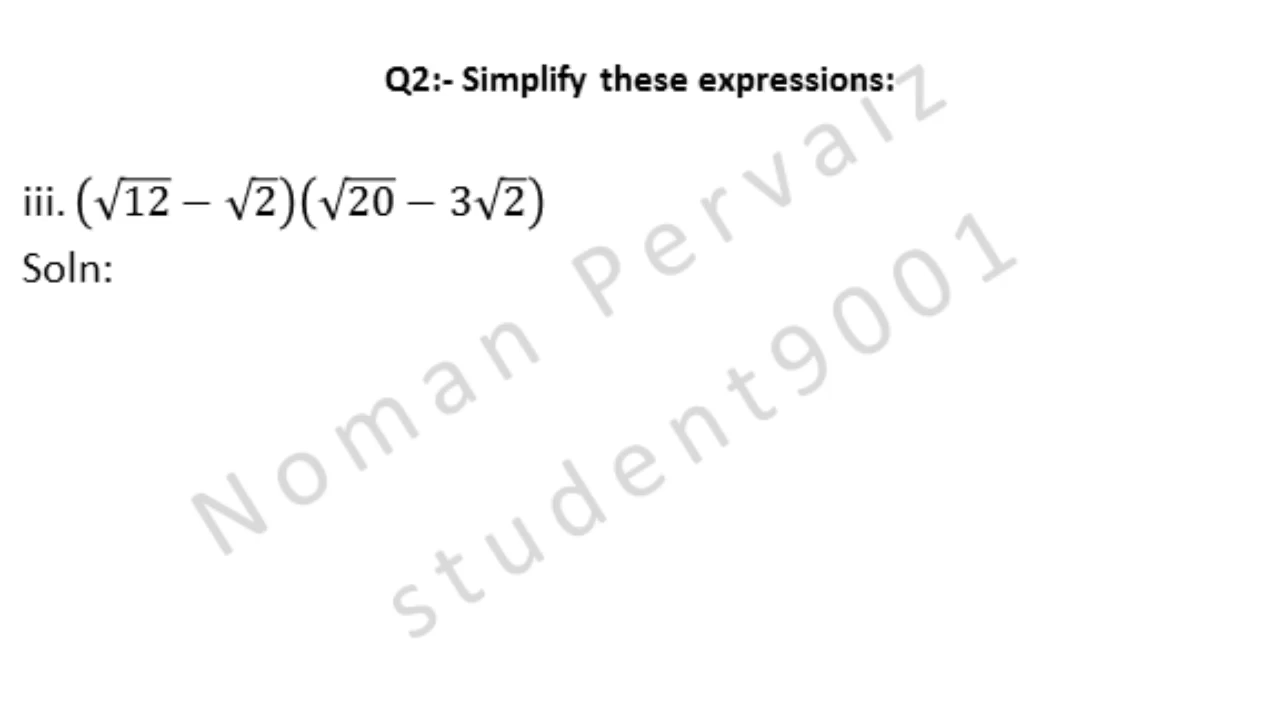 Q2:- Simplify these expressions:
iii. (√12 − √2)(√20 − 3√2)
Soln:
Noman Pervaiz
student9001